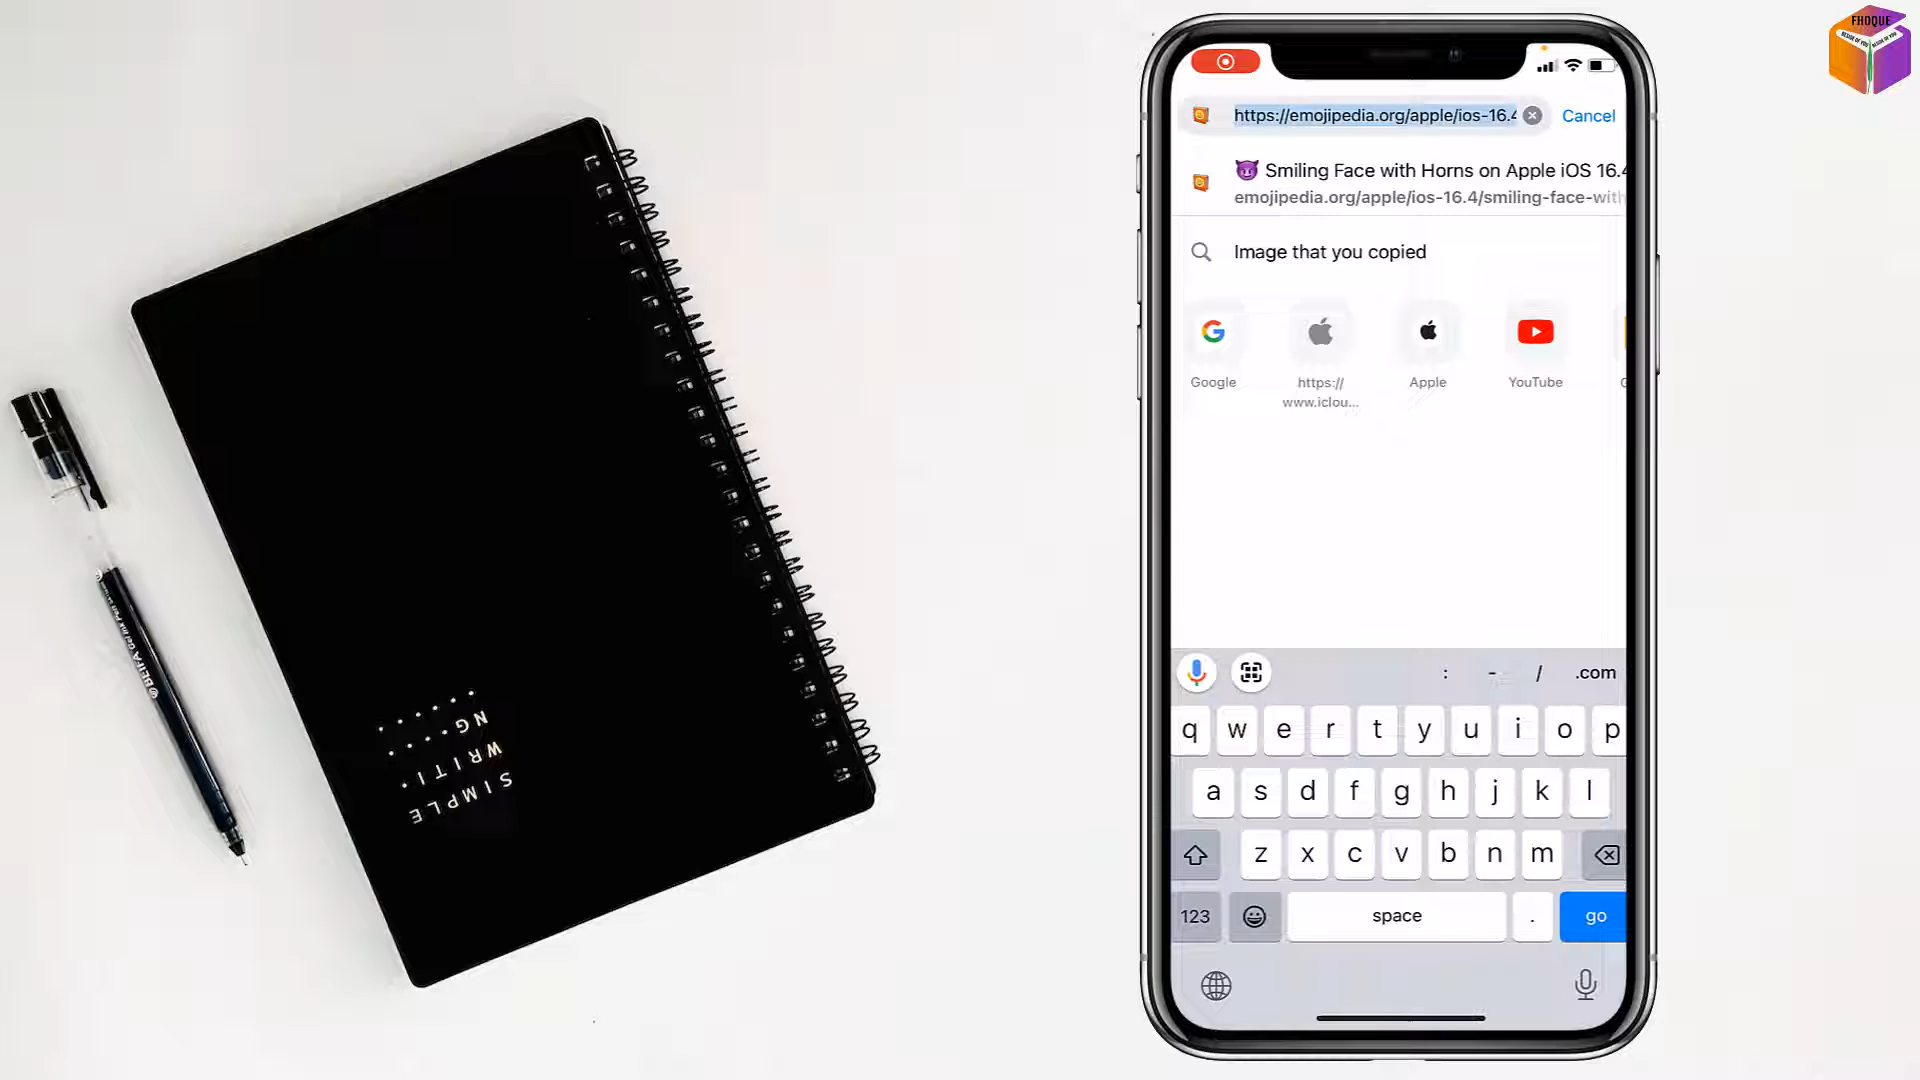 FHOQUE
https://emojipedia.org/apple/ios-16.4
Cancel
😈 Smiling Face with Horns on Apple iOS 16.4
emojipedia.org/apple/ios-16.4/smiling-face-with
Image that you copied
Google
https://
www.iclou...
Apple
YouTube
: - / .com
q w e r t y u i o p
a s d f g h j k l
z x c v b n m
123 space . go
SIMPLE
WRITI
NG